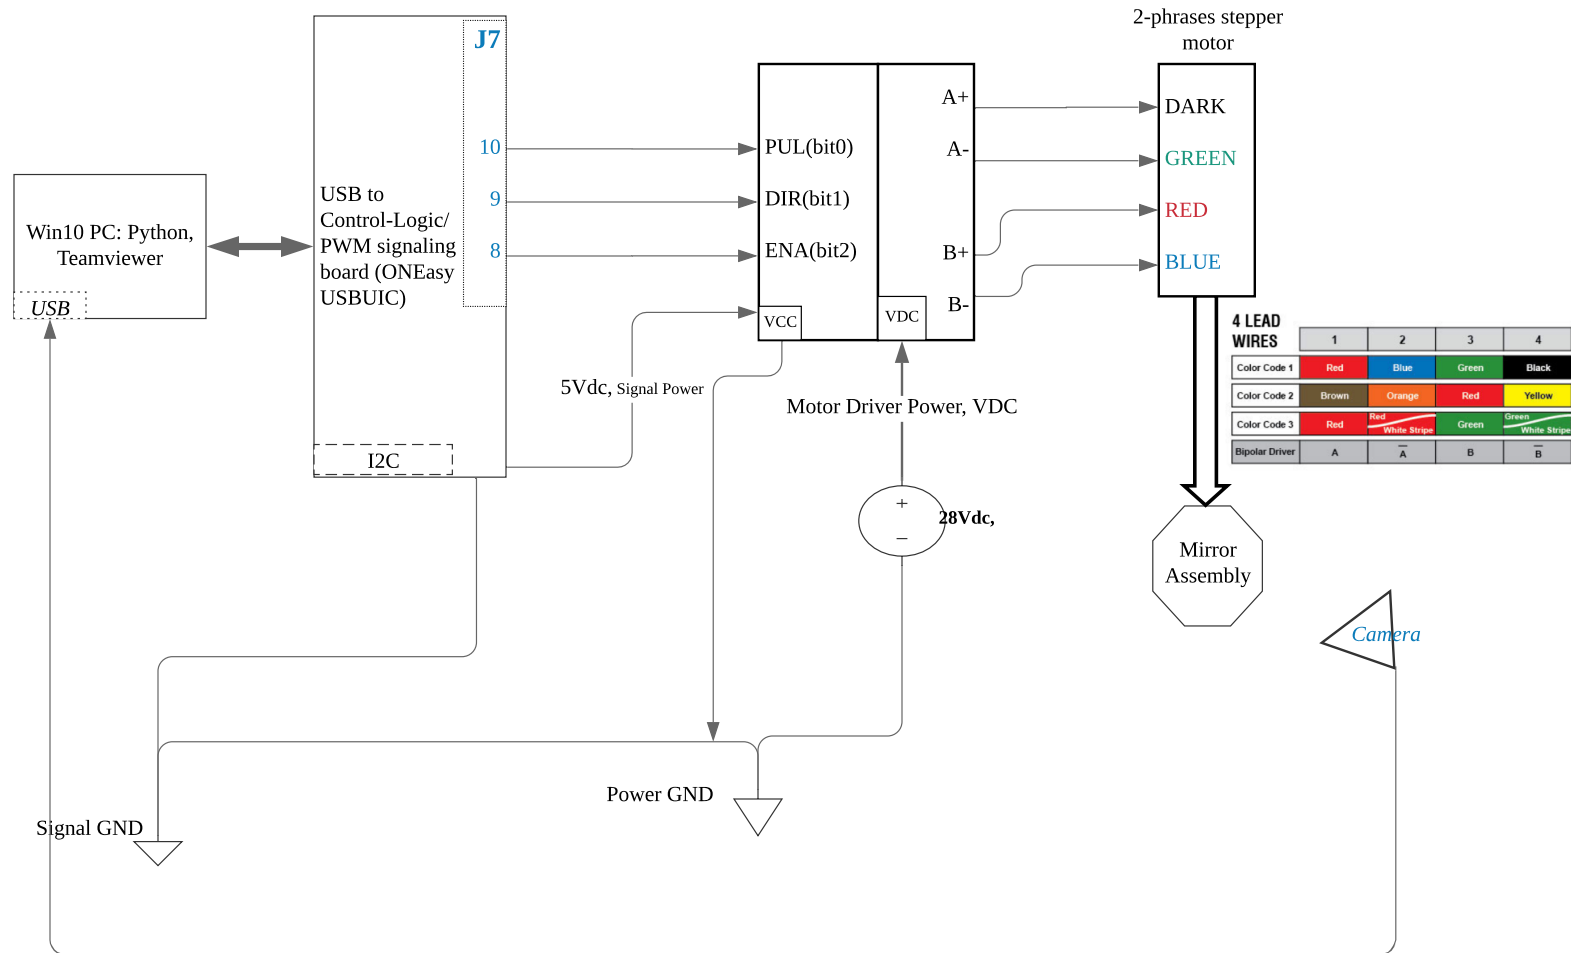 2-phrases stepper
motor
J7
10
9
8
USB to
Control-Logic/
PWM signaling
board (ONEasy
USBUIC)
I2C
Win10 PC: Python,
Teamviewer
USB
PUL(bit0)
DIR(bit1)
ENA(bit2)
VCC
VDC
A+
A-
B+
B-
DARK
GREEN
RED
BLUE
5Vdc, Signal Power
Motor Driver Power, VDC
+
−
28Vdc,
4 LEAD
WIRES
1 2 3 4
Color Code 1 Red Blue Green Black
Color Code 2 Brown Orange Red Yellow
Color Code 3 Red Red White Stripe Green Green White Stripe
Bipolar Driver A A̅ B B̅
Mirror
Assembly
Camera
Power GND
Signal GND